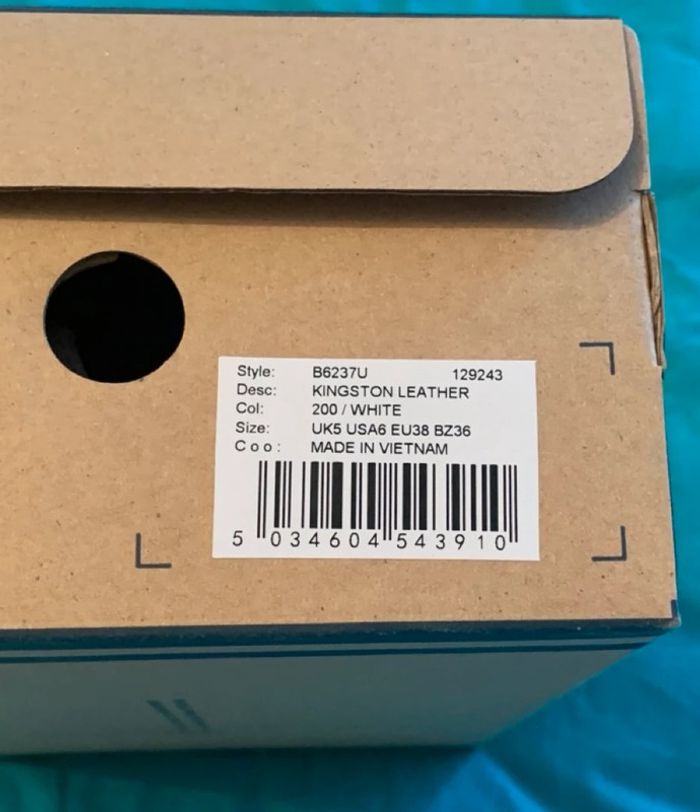 Style: B6237U 129243
Desc: KINGSTON LEATHER
Col: 200 / WHITE
Size: UK5 USA6 EU38 BZ36
Coo: MADE IN VIETNAM
5 034604 543910